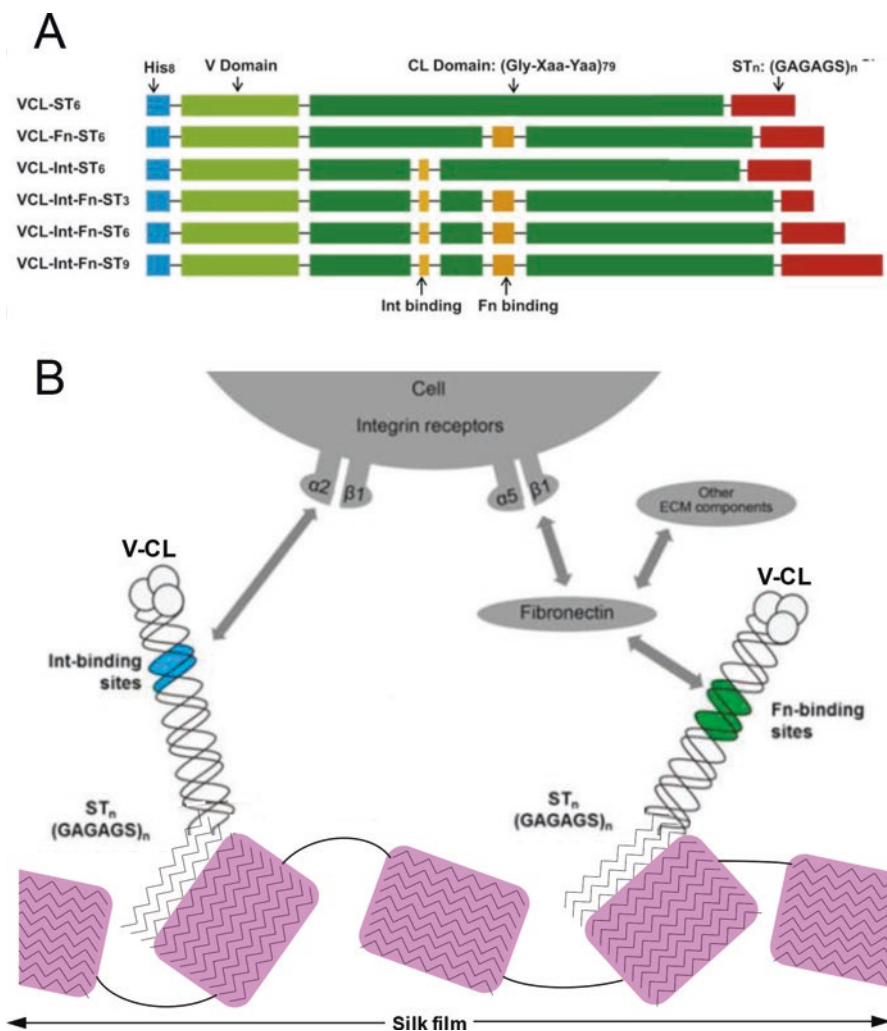 A
His8
V Domain
CL Domain: (Gly-Xaa-Yaa)79
STn: (GAGAGS)n
VCL-ST6
VCL-Fn-ST6
VCL-Int-ST6
VCL-Int-Fn-ST3
VCL-Int-Fn-ST6
VCL-Int-Fn-ST9
Int binding
Fn binding
B
Cell
Integrin receptors
α2
β1
α5
β1
Other
ECM components
V-CL
V-CL
Fibronectin
Int-binding
sites
Fn-binding
sites
STn
(GAGAGS)n
STn
(GAGAGS)n
Silk film